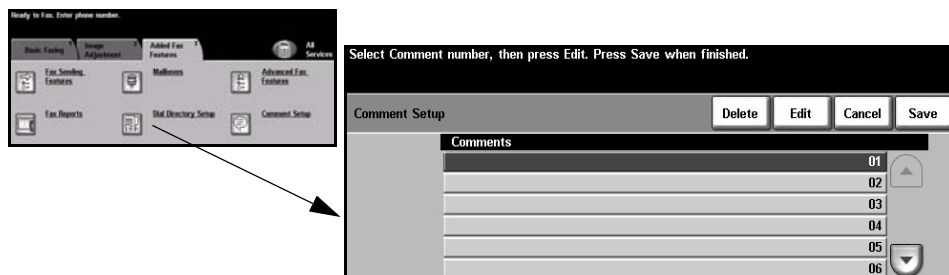 Ready to Fax. Enter phone number.
Basic Faxing
Image Adjustment
2
Added Fax Features
3
All Services
Fax Sending Features
Mailboxes
Advanced Fax Features
Fax Reports
Dial Directory Setup
Comment Setup
Select Comment number, then press Edit. Press Save when finished.
Comment Setup
Delete
Edit
Cancel
Save
Comments
01
02
03
04
05
06